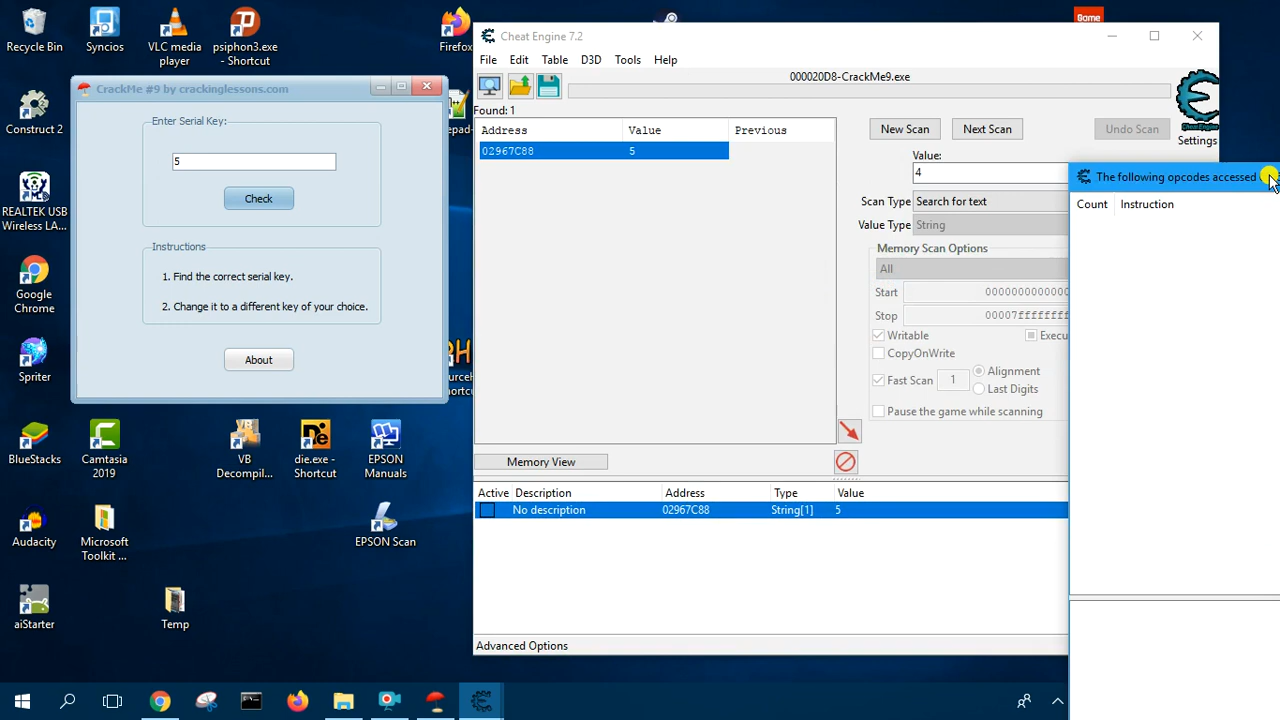 Recycle Bin
Syncios
VLC media
player
psiphon3.exe
- Shortcut
Firefox
Construct 2
REALTEK USB
Wireless LA...
Google
Chrome
Spriter
BlueStacks
Camtasia
2019
VB
Decompil...
die.exe -
Shortcut
EPSON
Manuals
Audacity
Microsoft
Toolkit ...
EPSON Scan
aiStarter
Temp
CrackMe #9 by crackinglessons.com
Enter Serial Key:
5
Check
Instructions
1. Find the correct serial key.
2. Change it to a different key of your choice.
About
Game
Cheat Engine 7.2
File Edit Table D3D Tools Help
000020D8-CrackMe9.exe
Found: 1
Address Value Previous
02967C88 5
New Scan Next Scan Undo Scan
Cheat Engine
Settings
Value:
4
Scan Type Search for text
Value Type String
Memory Scan Options
All
Start 0000000000000
Stop 00007fffffff
Writable
CopyOnWrite
Fast Scan 1
Alignment
Last Digits
Pause the game while scanning
Memory View
Active Description Address Type Value
No description 02967C88 String[1] 5
Advanced Options
The following opcodes accessed
Count Instruction